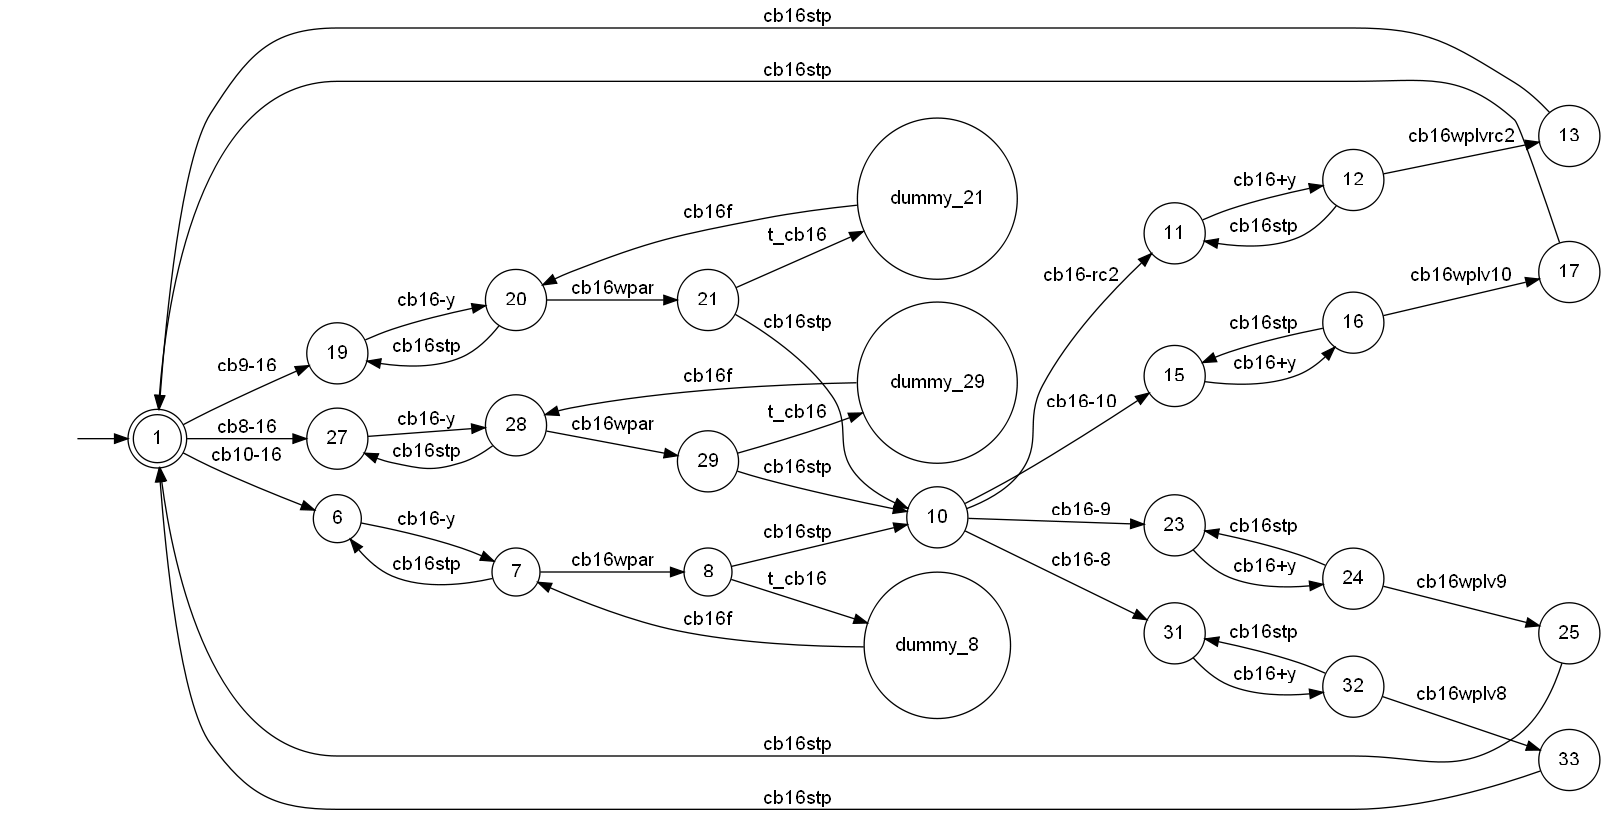 cb16stp
cb16stp
13
cb16wplvrc2
12
cb16+y
cb16stp
11
dummy_21
cb16f
t_cb16
cb16-rc2
17
cb16wplv10
16
cb16stp
cb16+y
15
cb16-10
20
cb16-y
cb16stp
cb16wpar
21
cb16stp
19
cb9-16
dummy_29
cb16f
t_cb16
1
cb8-16
cb10-16
27
cb16-y
cb16stp
28
cb16wpar
29
cb16stp
6
cb16-y
cb16stp
7
cb16wpar
8
cb16stp
t_cb16
cb16f
dummy_8
10
cb16-9
23
cb16stp
cb16+y
24
cb16wplv9
25
cb16-8
31
cb16stp
cb16+y
32
cb16wplv8
33
cb16stp
cb16stp